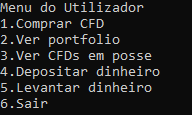 Menu do Utilizador
1.Comprar CFD
2.Ver portfolio
3.Ver CFDs em posse
4.Depositar dinheiro
5.Levantar dinheiro
6.Sair